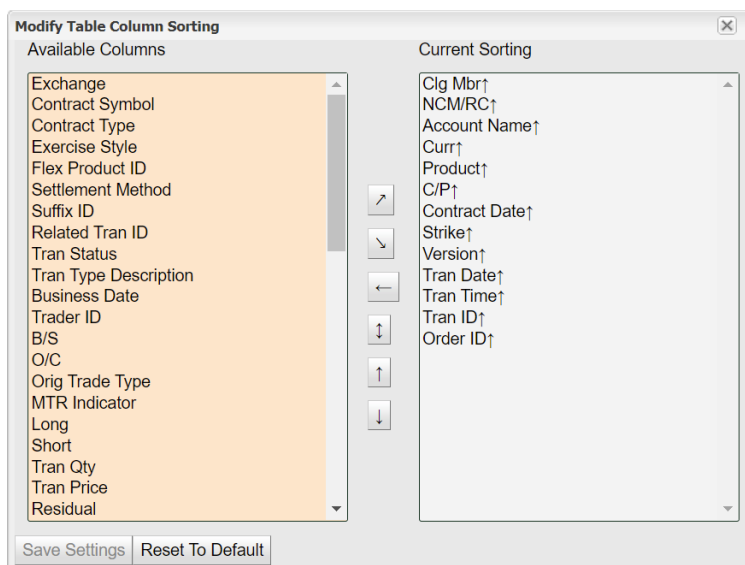 Modify Table Column Sorting
Available Columns
Exchange
Contract Symbol
Contract Type
Exercise Style
Flex Product ID
Settlement Method
Suffix ID
Related Tran ID
Tran Status
Tran Type Description
Business Date
Trader ID
B/S
O/C
Orig Trade Type
MTR Indicator
Long
Short
Tran Qty
Tran Price
Residual
↗
↘
←
↕
↑
↓
Current Sorting
Clg Mbr↑
NCM/RC↑
Account Name↑
Curr↑
Product↑
C/P↑
Contract Date↑
Strike↑
Version↑
Tran Date↑
Tran Time↑
Tran ID↑
Order ID↑
Save Settings Reset To Default